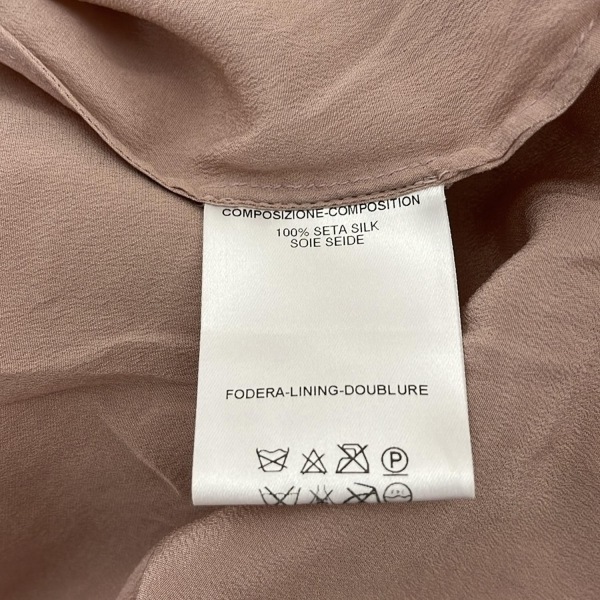 COMPOSIZIONE-COMPOSITION
100% SETA SILK
SOIE SEIDE
FODERA-LINING-DOUBLURE
P